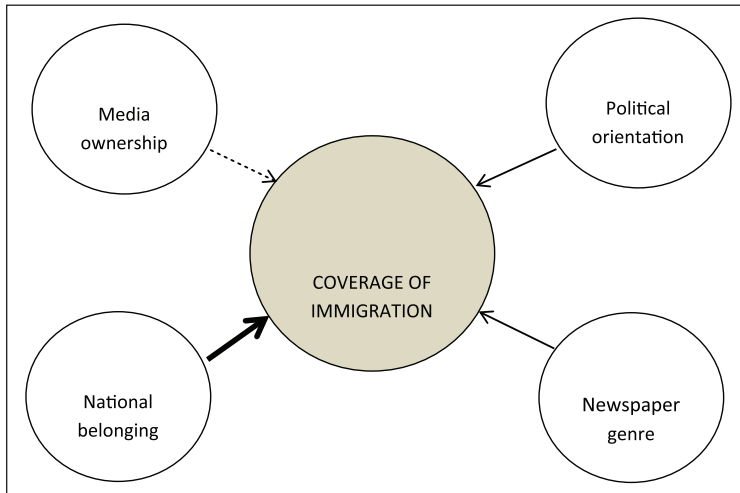 Media
ownership
Political
orientation
COVERAGE OF
IMMIGRATION
National
belonging
Newspaper
genre